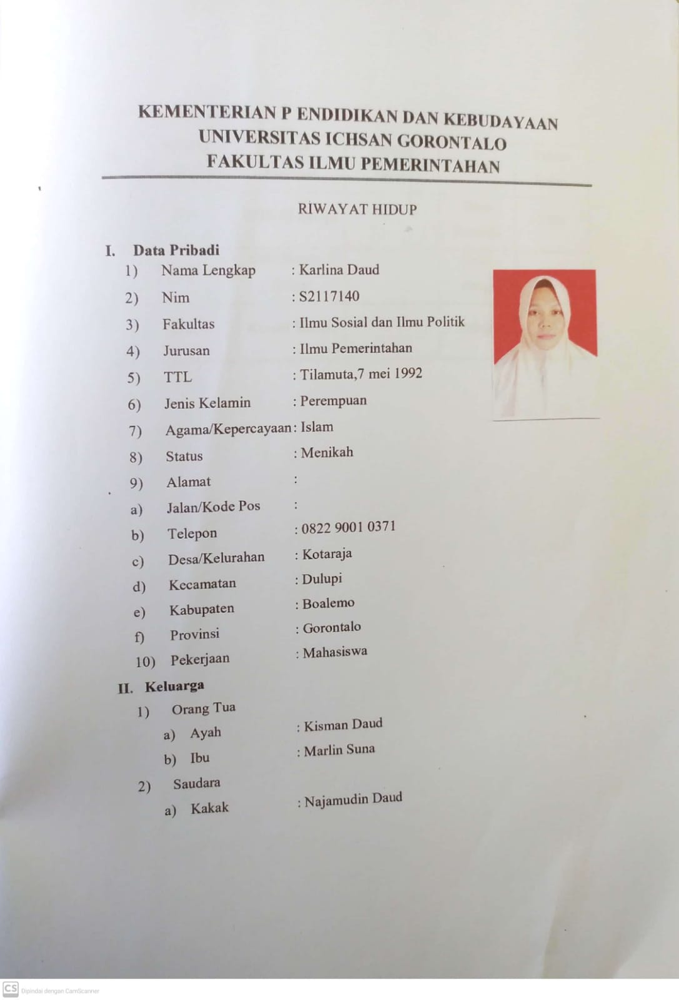 KEMENTERIAN P ENDIDIKAN DAN KEBUDAYAAN
UNIVERSITAS ICHSAN GORONTALO
FAKULTAS ILMU PEMERINTAHAN
RIWAYAT HIDUP
I. Data Pribadi
1) Nama Lengkap : Karlina Daud
2) Nim : S2117140
3) Fakultas : Ilmu Sosial dan Ilmu Politik
4) Jurusan : Ilmu Pemerintahan
5) TTL : Tilamuta,7 mei 1992
6) Jenis Kelamin : Perempuan
7) Agama/Kepercayaan : Islam
8) Status : Menikah
9) Alamat :
a) Jalan/Kode Pos :
b) Telepon : 0822 9001 0371
c) Desa/Kelurahan : Kotaraja
d) Kecamatan : Dulupi
e) Kabupaten : Boalemo
f) Provinsi : Gorontalo
10) Pekerjaan : Mahasiswa
II. Keluarga
1) Orang Tua
a) Ayah : Kisman Daud
b) Ibu : Marlin Suna
2) Saudara
a) Kakak : Najamudin Daud
CS Dipindai dengan CamScanner